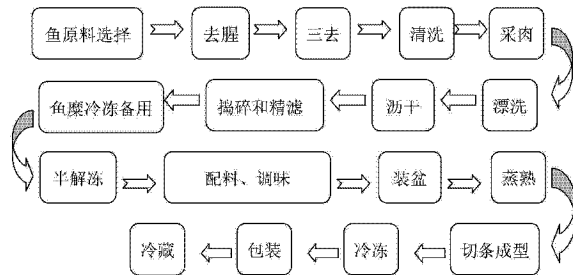 鱼原料选择
去腥
三去
清洗
采肉
漂洗
沥干
捣碎和精滤
鱼糜冷冻备用
半解冻
配料、调味
装盆
蒸熟
切条成型
冷冻
包装
冷藏